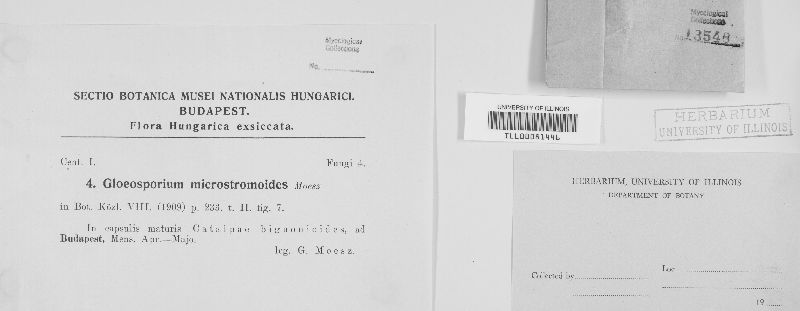 Mycological
Collections
No.
SECTIO BOTANICA MUSEI NATIONALIS HUNGARICI.
BUDAPEST.
Flora Hungarica exsiccata.
Cent. I. Fungi 4.
4. Gloeosporium microstromoides Moesz
in Bot. Közl. VIII. (1909) p. 233. t. II. fig. 7.
In capsulis maturis Catalpae bignonioides, ad
Budapest, Mens. Apr.—Majo.
leg. G. Moesz.
Mycological
Collections
No. 13546
UNIVERSITY OF ILLINOIS
HERBARIUM
UNIVERSITY OF ILLINOIS
HERBARIUM, UNIVERSITY OF ILLINOIS
DEPARTMENT OF BOTANY
Loc
Collected by
19